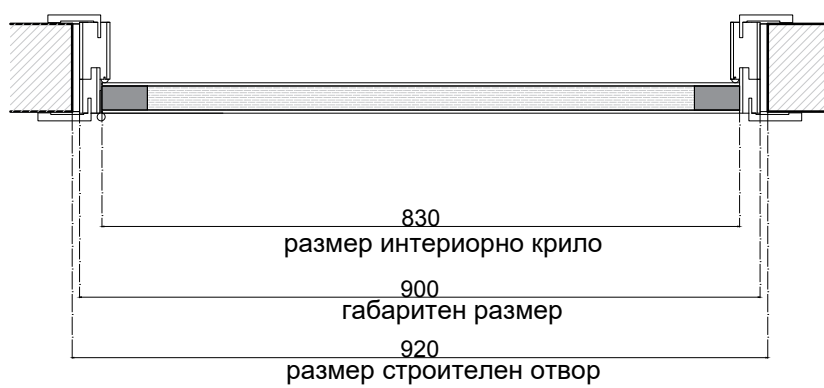 830
размер интериорно крило
900
габаритен размер
920
размер строителен отвор